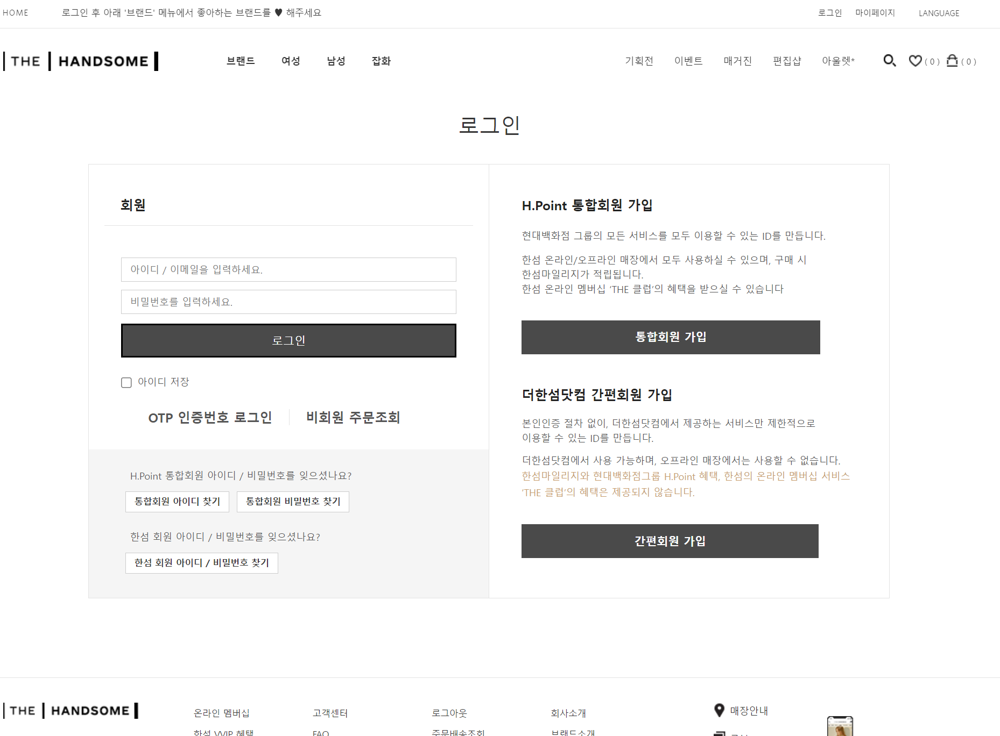 HOME 로그인 후 아래 '브랜드' 메뉴에서 좋아하는 브랜드를 ♥ 해주세요 로그인 마이페이지 LANGUAGE
THE HANDSOME 브랜드 여성 남성 잡화 기획전 이벤트 매거진 편집샵 아울렛* ( 0 ) ( 0 )
로그인
회원
아이디 / 이메일을 입력하세요.
비밀번호를 입력하세요.
로그인
아이디 저장
OTP 인증번호 로그인 비회원 주문조회
H.Point 통합회원 아이디 / 비밀번호를 잊으셨나요?
통합회원 아이디 찾기 통합회원 비밀번호 찾기
한섬 회원 아이디 / 비밀번호를 잊으셨나요?
한섬 회원 아이디 / 비밀번호 찾기
H.Point 통합회원 가입
현대백화점 그룹의 모든 서비스를 모두 이용할 수 있는 ID를 만듭니다.
한섬 온라인/오프라인 매장에서 모두 사용하실 수 있으며, 구매 시
한섬마일리지가 적립됩니다.
한섬 온라인 멤버십 ‘THE 클럽’의 혜택을 받으실 수 있습니다
통합회원 가입
더한섬닷컴 간편회원 가입
본인인증 절차 없이, 더한섬닷컴에서 제공하는 서비스만 제한적으로
이용할 수 있는 ID를 만듭니다.
더한섬닷컴에서 사용 가능하며, 오프라인 매장에서는 사용할 수 없습니다.
한섬마일리지와 현대백화점그룹 H.Point 혜택, 한섬의 온라인 멤버십 서비스
‘THE 클럽’의 혜택은 제공되지 않습니다.
간편회원 가입
THE HANDSOME 온라인 멤버십 고객센터 로그아웃 회사소개 매장안내
한섬 VVIP 혜택 FAQ 주문배송조회 브랜드소개